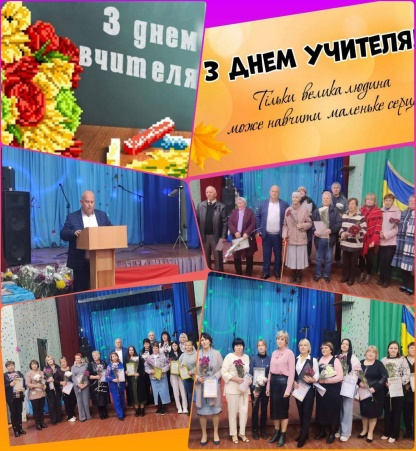 З днем
вчителя
З ДНЕМ УЧИТЕЛЯ
Тільки велика людина
може навчити маленьке серце